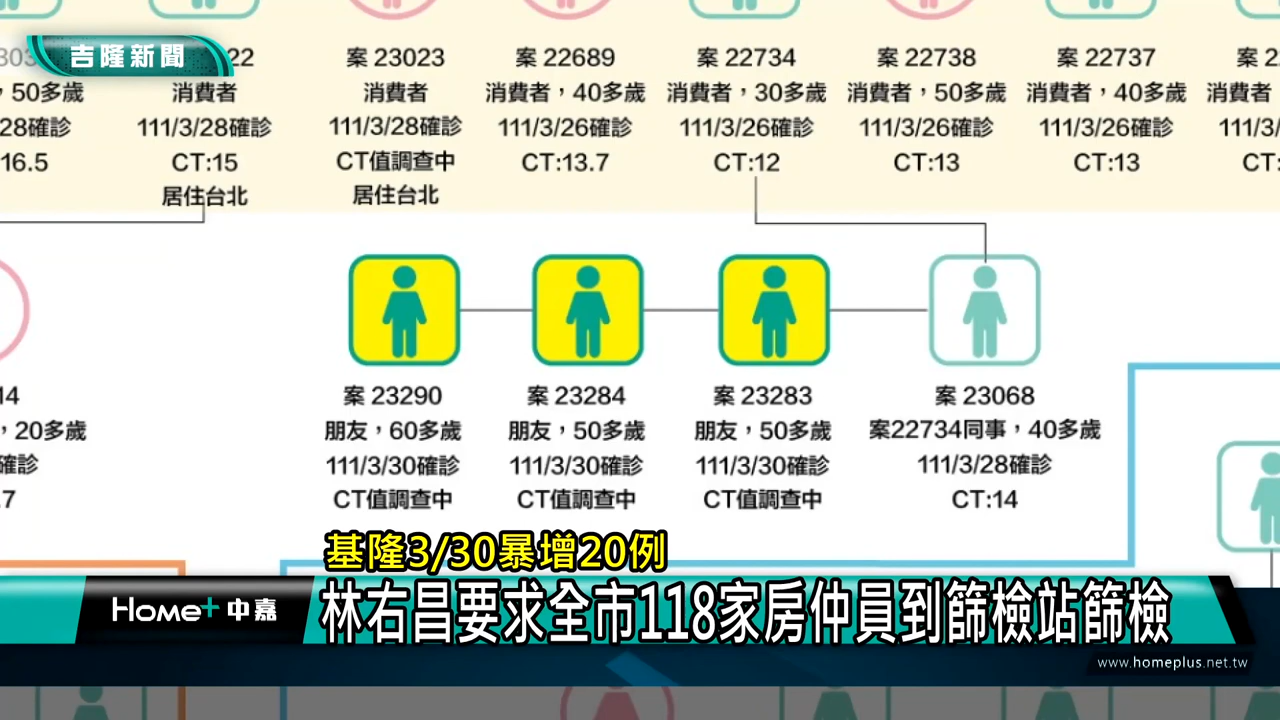 吉隆新聞
22
案 23023
案 22689
案 22734
案 22738
案 22737
案 2
,50多歲
消費者
消費者
消費者,40多歲
消費者,30多歲
消費者,50多歲
消費者,40多歲
消費者
28確診
111/3/28確診
111/3/28確診
111/3/26確診
111/3/26確診
111/3/26確診
111/3/26確診
111/3/
16.5
CT:15
CT值調查中
CT:13.7
CT:12
CT:13
CT:13
CT:
居住台北
居住台北
14
案 23290
案 23284
案 23283
案 23068
,20多歲
朋友,60多歲
朋友,50多歲
朋友,50多歲
案22734同事,40多歲
確診
111/3/30確診
111/3/30確診
111/3/30確診
111/3/28確診
.7
CT值調查中
CT值調查中
CT值調查中
CT:14
基隆3/30暴增20例
Home+ 中嘉
林右昌要求全市118家房仲員到篩檢站篩檢
www.homeplus.net.tw